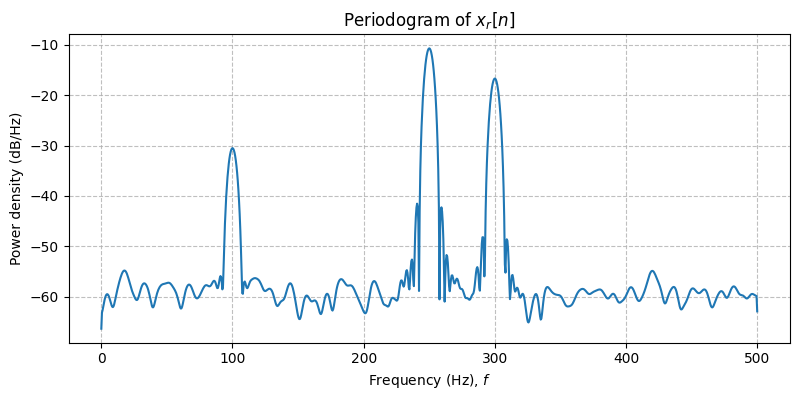 Periodogram of xᵣ[n]
Power density (dB/Hz)
−10
−20
−30
−40
−50
−60
0 100 200 300 400 500
Frequency (Hz), f